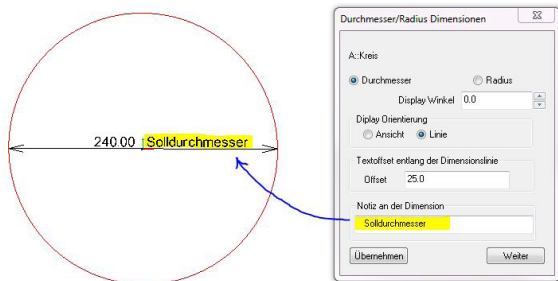 240.00 Solldurchmesser
Durchmesser/Radius Dimensionen
A::Kreis
Durchmesser Radius
Display Winkel 0.0
Diplay Orientierung
Ansicht Linie
Textoffset entlang der Dimensionslinie
Offset 25.0
Notiz an der Dimension
Solldurchmesser
Übernehmen Weiter